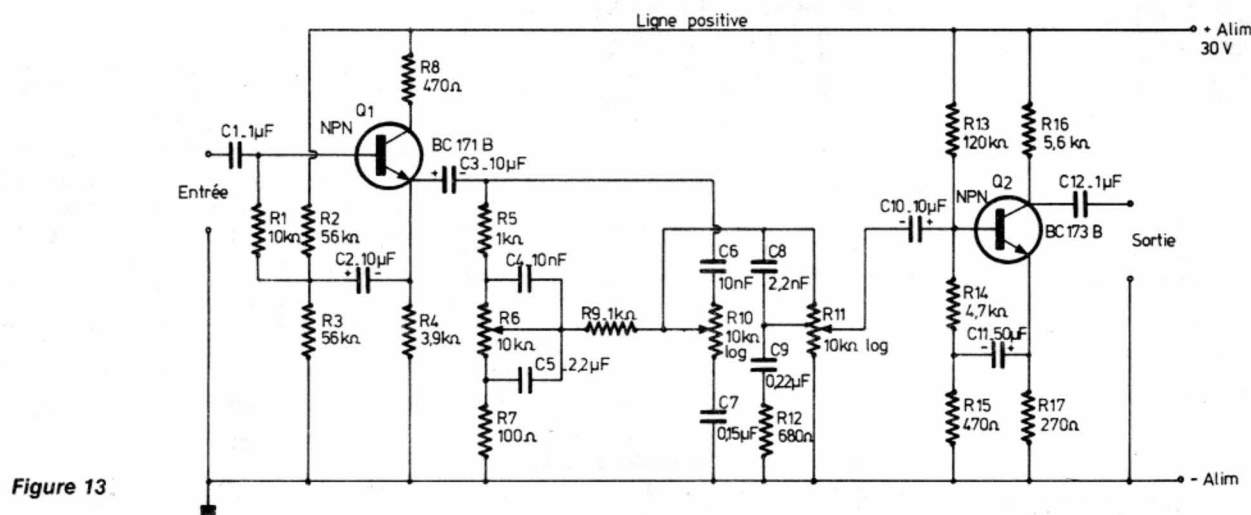 Ligne positive
+ Alim
30 V
R8
470Ω
Q1
NPN
C1_1µF
BC 171 B
C3_10µF
R13
120kΩ
R16
5,6 kΩ
Entrée
R1
10kΩ
R2
56kΩ
R5
1kΩ
Q2
NPN
C12_1µF
C10_10µF
BC 173 B
Sortie
C2_10µF
C4_10nF
C6
10nF
C8
2,2nF
R14
4,7kΩ
R3
56kΩ
R4
3,9kΩ
R6
10kΩ
R9_1kΩ
R10
10kΩ
log
R11
10kΩ log
C11_50µF
C5_2,2µF
C9
0,22µF
R7
100Ω
C7
0,15µF
R12
680Ω
R15
470Ω
R17
270Ω
- Alim
Figure 13